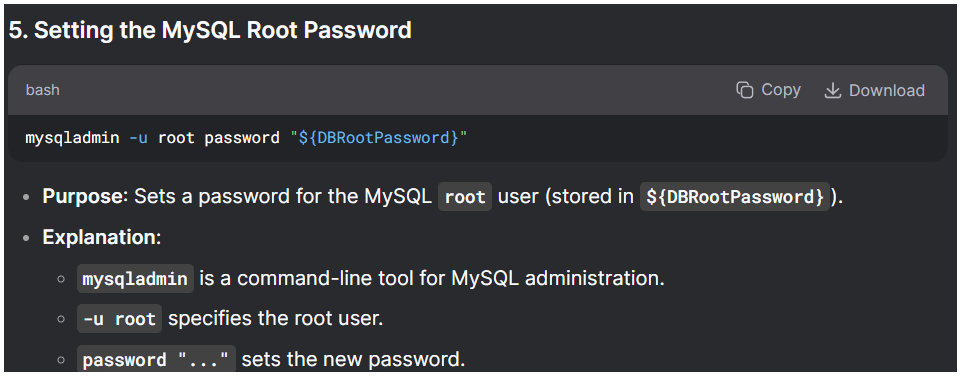 5. Setting the MySQL Root Password
bash
Copy
Download
mysqladmin -u root password "${DBRootPassword}"
Purpose: Sets a password for the MySQL root user (stored in ${DBRootPassword}).
Explanation:
mysqladmin is a command-line tool for MySQL administration.
-u root specifies the root user.
password "..." sets the new password.